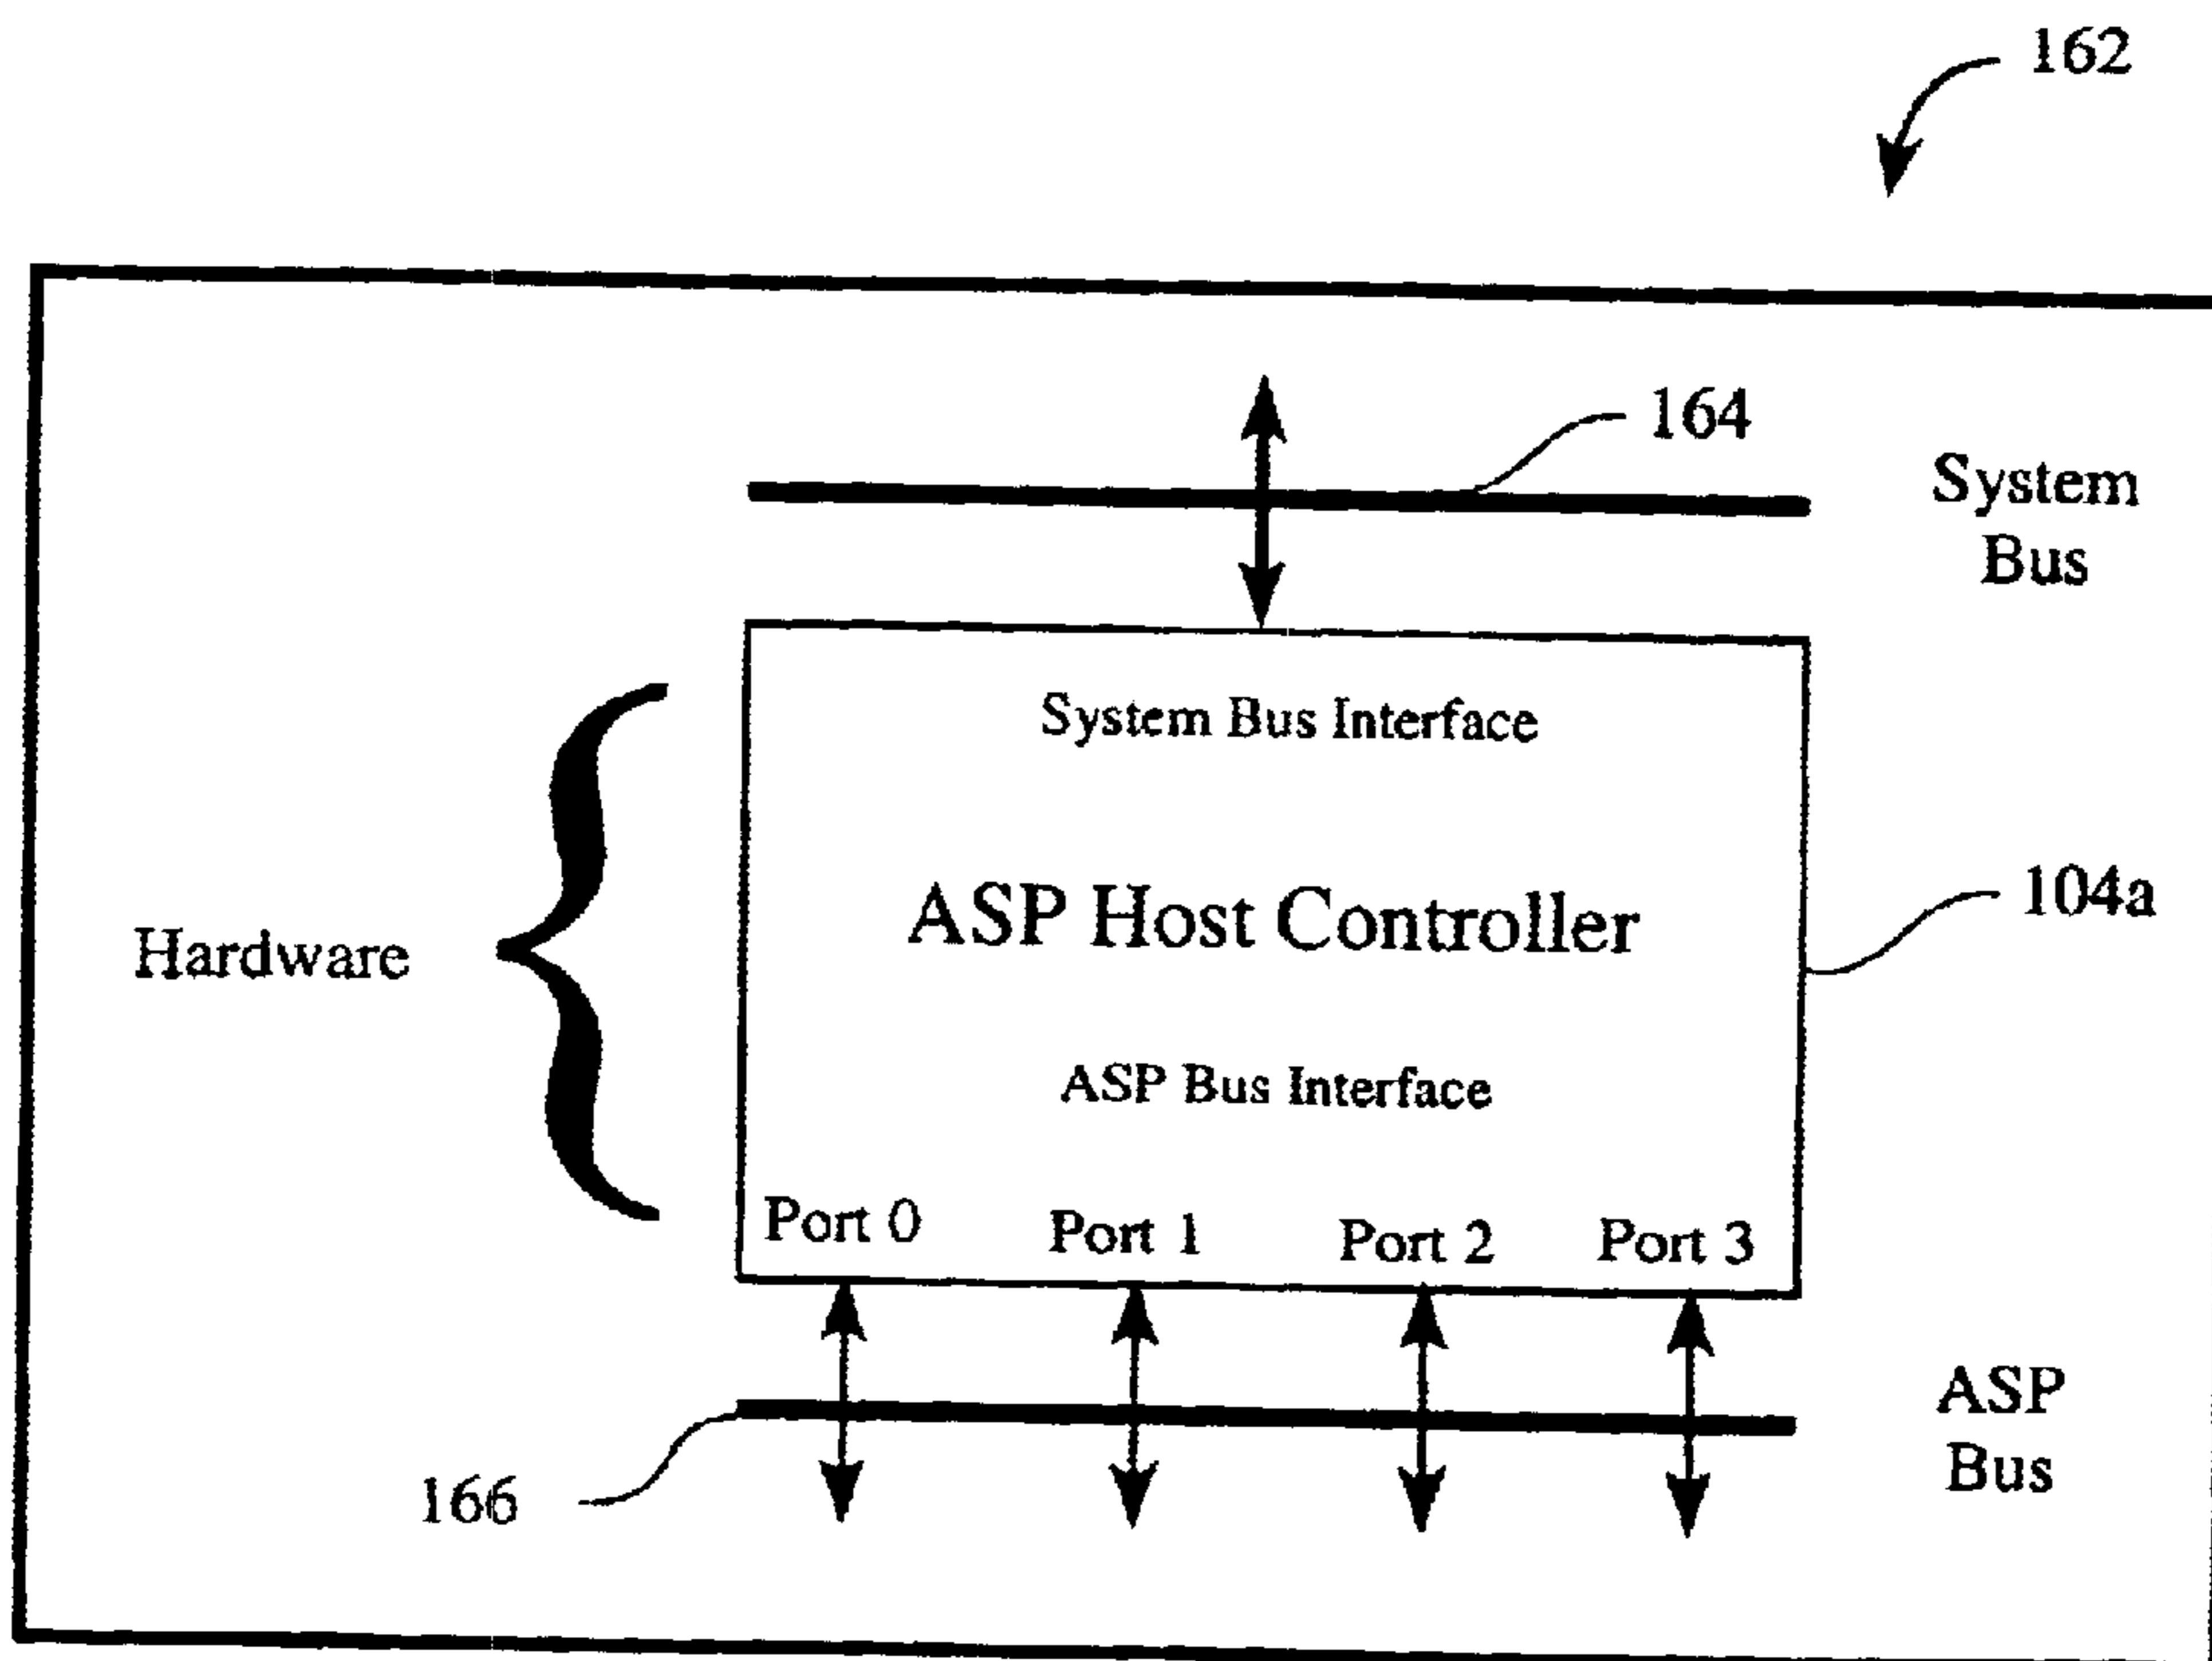 162
164
System
Bus
System Bus Interface
ASP Host Controller
104a
Hardware
ASP Bus Interface
Port 0
Port 1
Port 2
Port 3
ASP
Bus
166